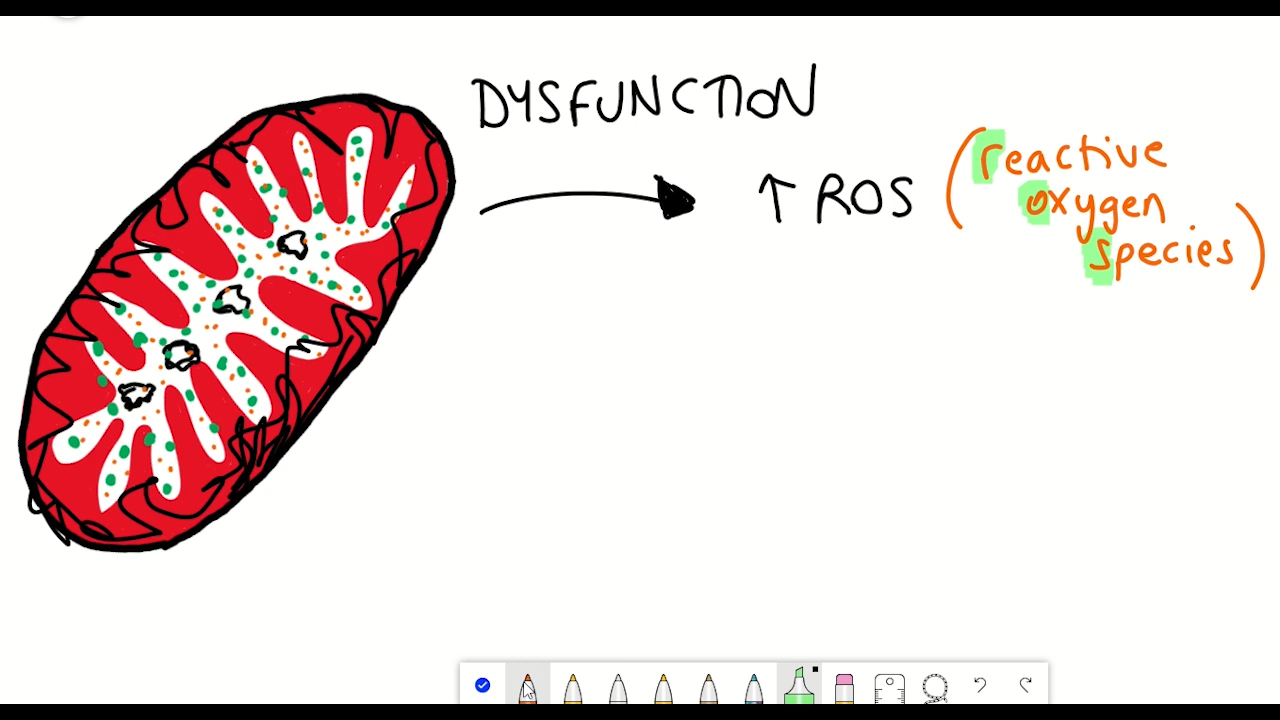 DYSFUNCTION
↑ ROS (reactive
oxygen
species)